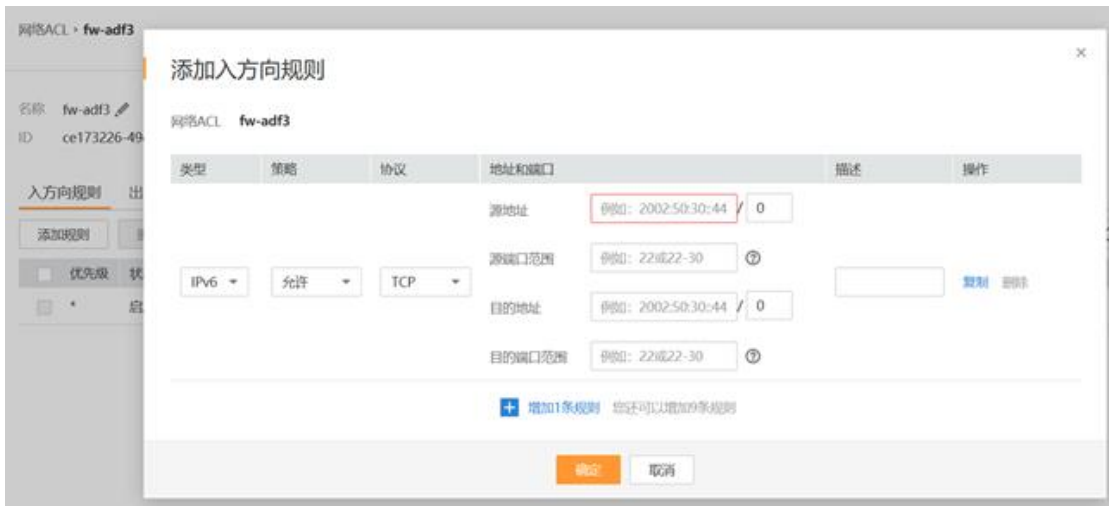 网络ACL › fw-adf3
添加入方向规则
×
名称 fw-adf3
ID ce173226-49
网络ACL fw-adf3
入方向规则 出
添加规则
优先级 状
* 启
类型 策略 协议 地址和端口 描述 操作
源地址 例如：2002:50:30::44 / 0
源端口范围 例如：22或22-30
IPv6 允许 TCP 复制 删除
目的地址 例如：2002:50:30::44 / 0
目的端口范围 例如：22或22-30
增加1条规则 您还可以增加9条规则
确定 取消